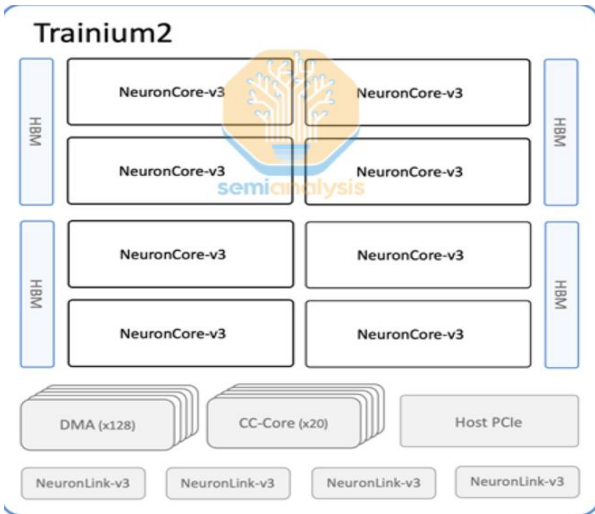 Trainium2
HBM
NeuronCore-v3
NeuronCore-v3
HBM
NeuronCore-v3
NeuronCore-v3
semianalysis
HBM
NeuronCore-v3
NeuronCore-v3
HBM
NeuronCore-v3
NeuronCore-v3
DMA (x128)
CC-Core (x20)
Host PCIe
NeuronLink-v3
NeuronLink-v3
NeuronLink-v3
NeuronLink-v3